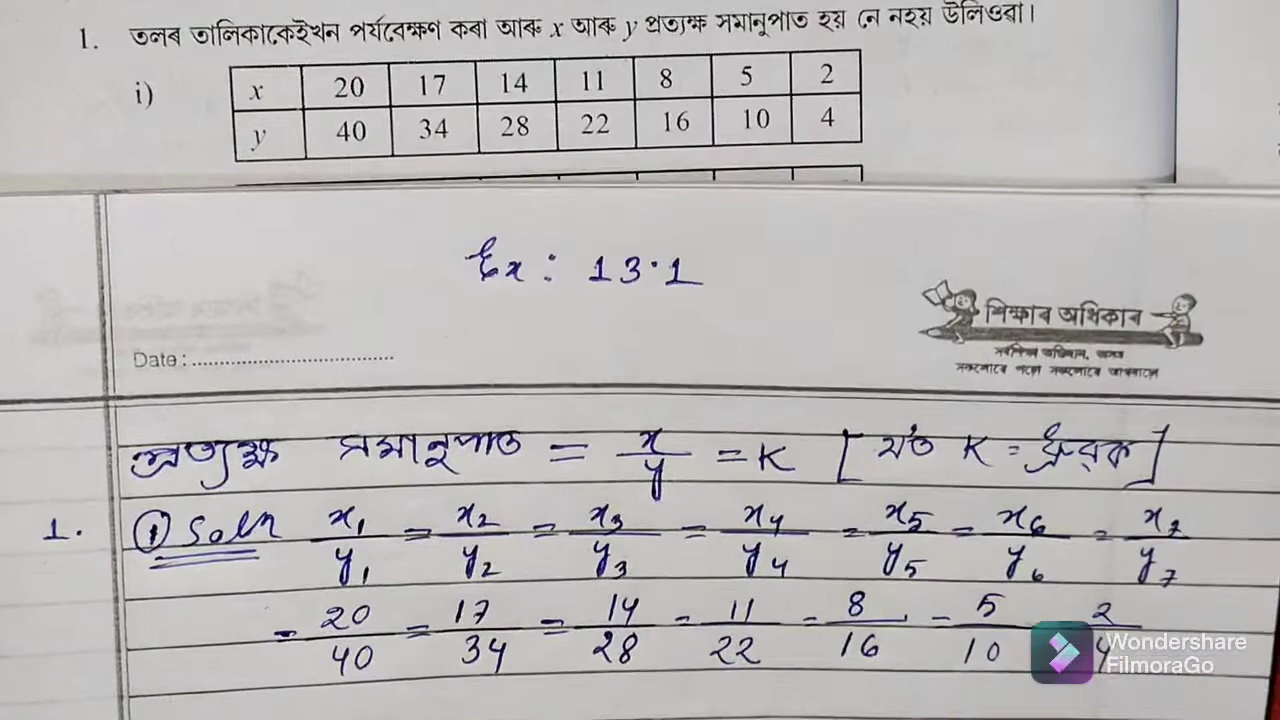 1. তলৰ তালিকাকেইখন পৰ্যবেক্ষণ কৰা আৰু x আৰু y প্ৰত্যক্ষ সমানুপাত হয় নে নহয় উলিওৱা।
i) x 20 17 14 11 8 5 2
y 40 34 28 22 16 10 4
Ex: 13.1
শিক্ষাৰ অধিকাৰ
Date :
প্ৰত্যক্ষ সমানুপাত = x/y = K [য'ত K = ধ্ৰুৱক]
1. (i) Soln x₁/y₁ = x₂/y₂ = x₃/y₃ = x₄/y₄ = x₅/y₅ = x₆/y₆ = x₇/y₇
= 20/40 = 17/34 = 14/28 = 11/22 = 8/16 = 5/10 2/4
Wondershare
FilmoraGo